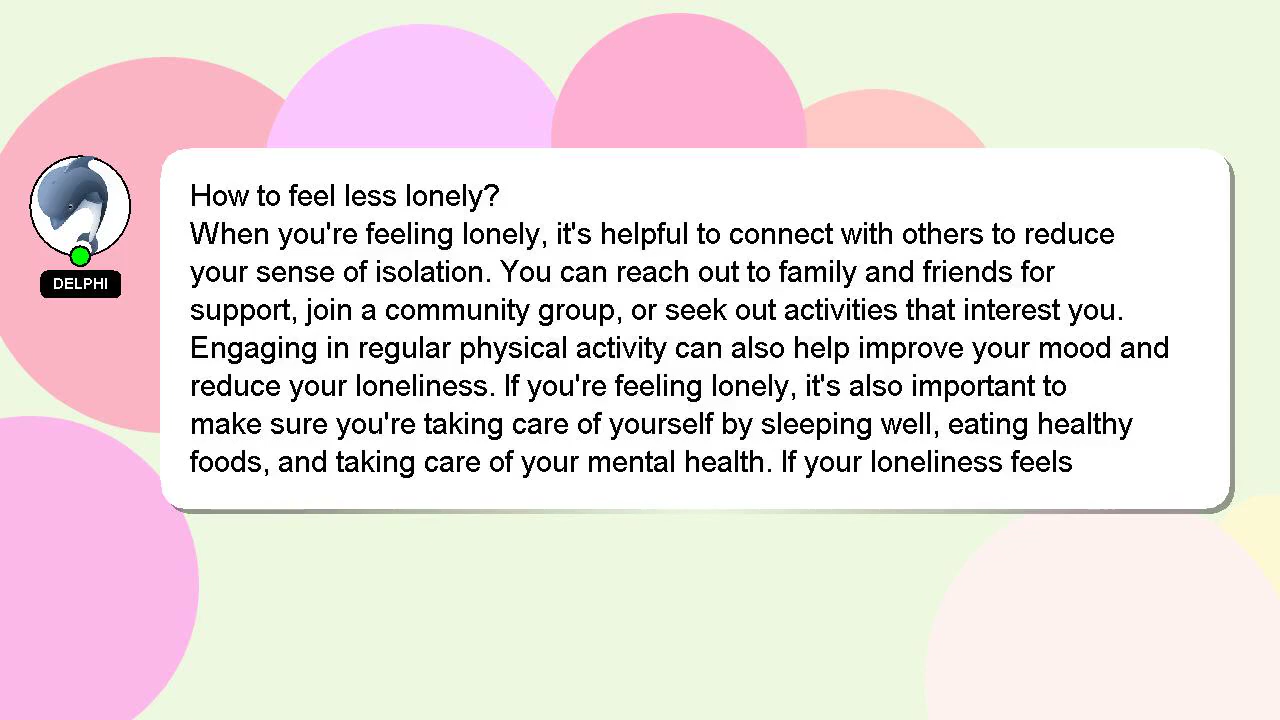 How to feel less lonely?
When you're feeling lonely, it's helpful to connect with others to reduce
your sense of isolation. You can reach out to family and friends for
support, join a community group, or seek out activities that interest you.
Engaging in regular physical activity can also help improve your mood and
reduce your loneliness. If you're feeling lonely, it's also important to
make sure you're taking care of yourself by sleeping well, eating healthy
foods, and taking care of your mental health. If your loneliness feels
DELPHI